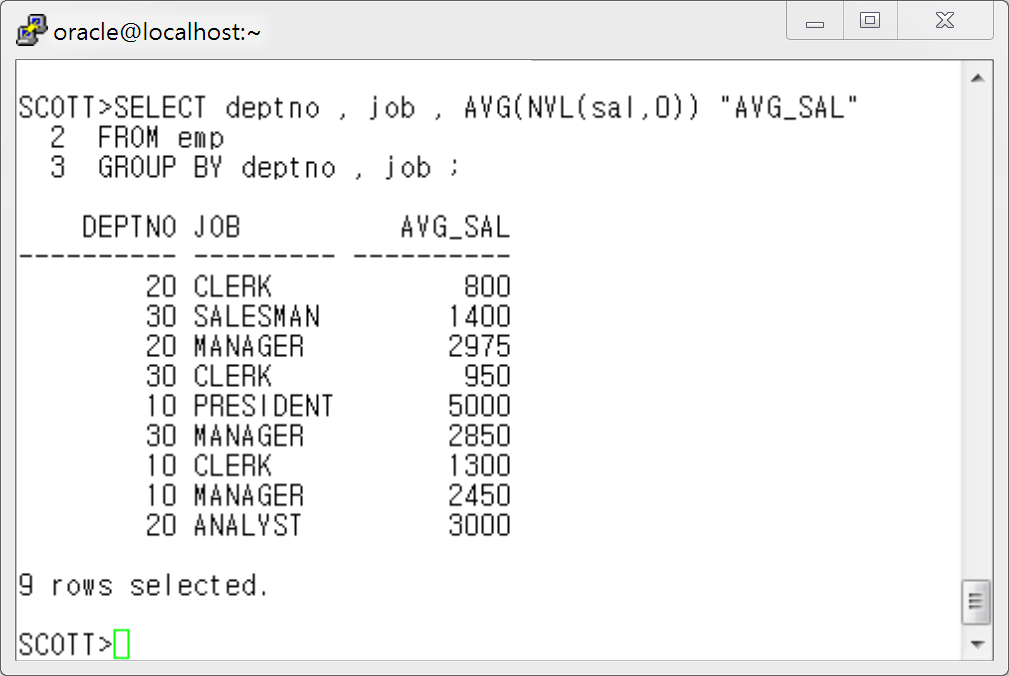 oracle@localhost:~
SCOTT>SELECT deptno , job , AVG(NVL(sal,0)) "AVG_SAL"
  2  FROM emp
  3  GROUP BY deptno , job ;
    DEPTNO JOB          AVG_SAL
---------- --------- ----------
        20 CLERK            800
        30 SALESMAN        1400
        20 MANAGER         2975
        30 CLERK            950
        10 PRESIDENT       5000
        30 MANAGER         2850
        10 CLERK           1300
        10 MANAGER         2450
        20 ANALYST         3000
9 rows selected.
SCOTT>